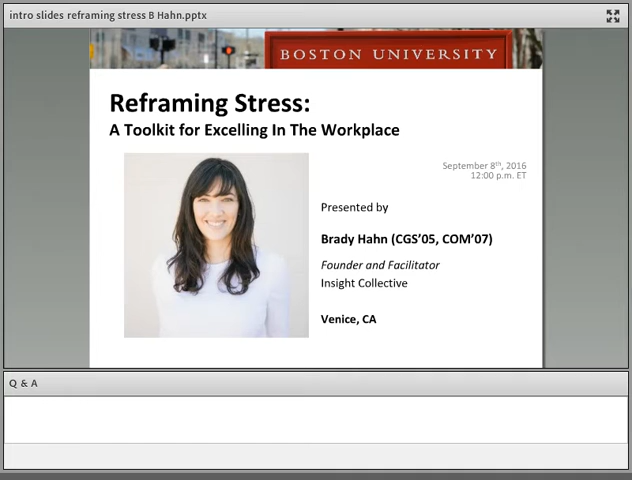 intro slides reframing stress B Hahn.pptx
BOSTON UNIVERSITY
Reframing Stress:
A Toolkit for Excelling In The Workplace
September 8th, 2016
12:00 p.m. ET
Presented by
Brady Hahn (CGS’05, COM’07)
Founder and Facilitator
Insight Collective
Venice, CA
Q & A